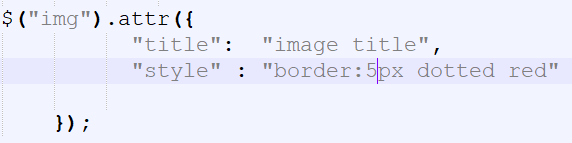 $("img").attr({
"title":  "image title",
"style" : "border:5px dotted red"
});